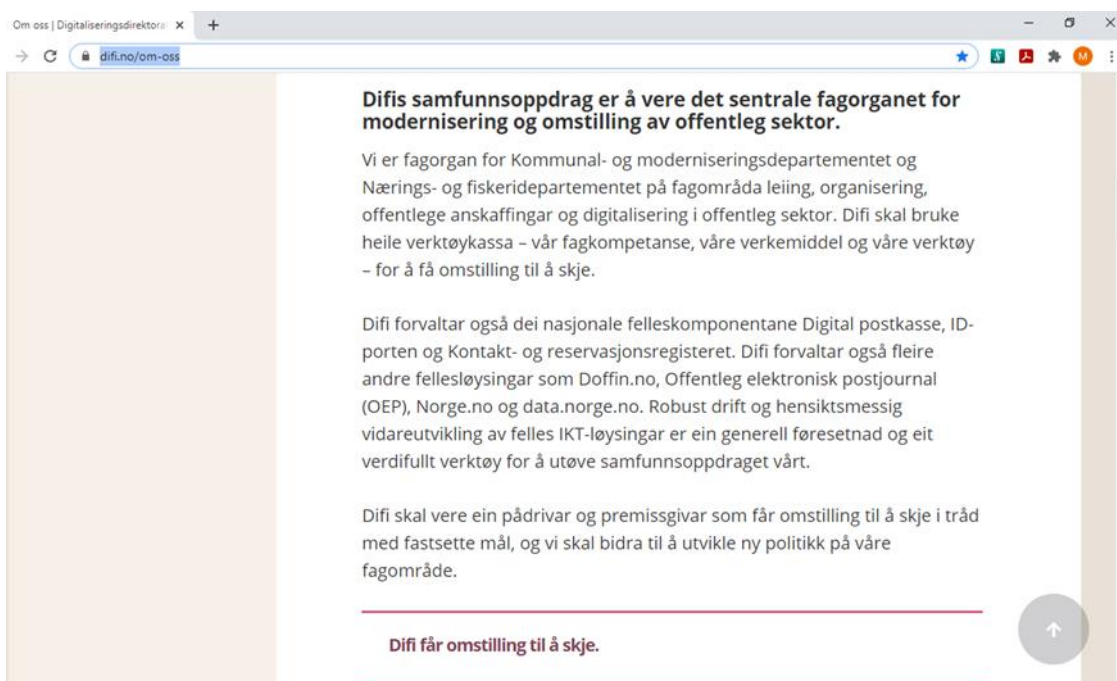 Om oss | Digitaliseringsdirektora
difi.no/om-oss
M
Difis samfunnsoppdrag er å vere det sentrale fagorganet for
modernisering og omstilling av offentleg sektor.
Vi er fagorgan for Kommunal- og moderniseringsdepartementet og
Nærings- og fiskeridepartementet på fagområda leiing, organisering,
offentlege anskaffingar og digitalisering i offentleg sektor. Difi skal bruke
heile verktøykassa – vår fagkompetanse, våre verkemiddel og våre verktøy
– for å få omstilling til å skje.
Difi forvaltar også dei nasjonale felleskomponentane Digital postkasse, ID-
porten og Kontakt- og reservasjonsregisteret. Difi forvaltar også fleire
andre fellesløysingar som Doffin.no, Offentleg elektronisk postjournal
(OEP), Norge.no og data.norge.no. Robust drift og hensiktsmessig
vidareutvikling av felles IKT-løysingar er ein generell føresetnad og eit
verdifullt verktøy for å utøve samfunnsoppdraget vårt.
Difi skal vere ein pådrivar og premissgivar som får omstilling til å skje i tråd
med fastsette mål, og vi skal bidra til å utvikle ny politikk på våre
fagområde.
Difi får omstilling til å skje.